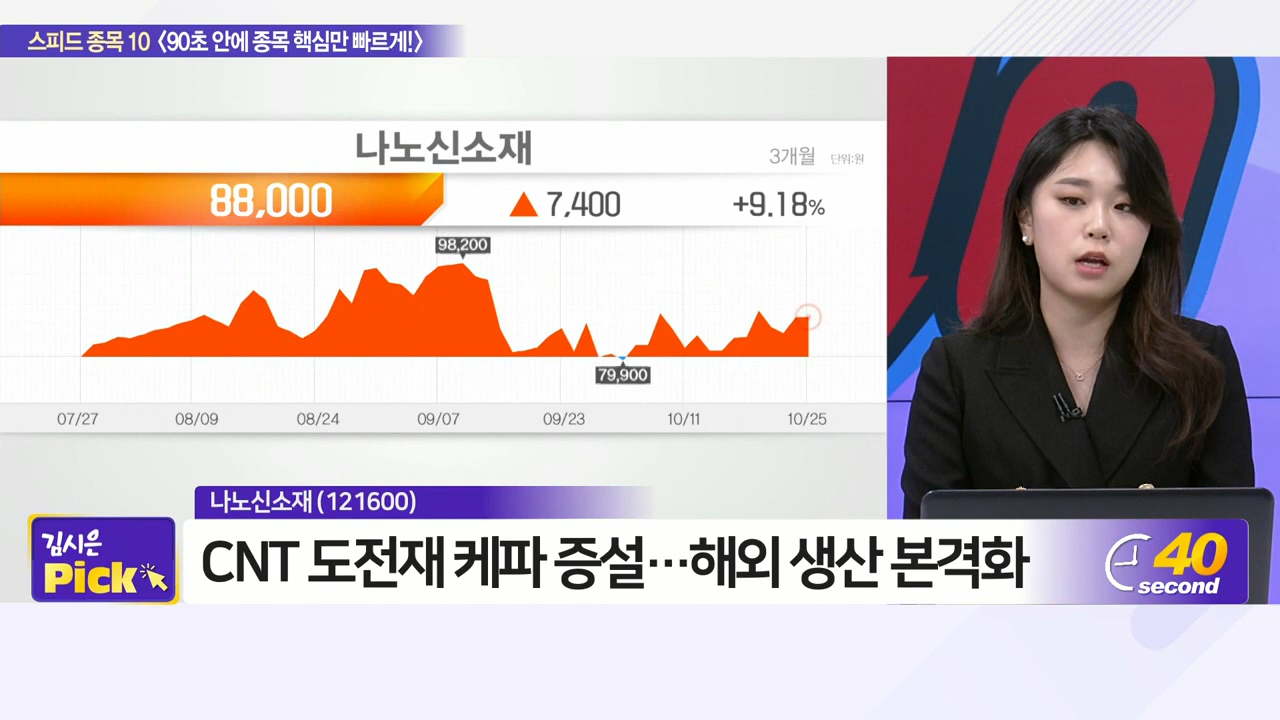 스피드 종목 10 〈90초 안에 종목 핵심만 빠르게!〉
나노신소재
3개월 단위:원
88,000 ▲ 7,400 +9.18%
98,200
79,900
07/27 08/09 08/24 09/07 09/23 10/11 10/25
나노신소재 (121600)
김시은
Pick
CNT 도전재 케파 증설…해외 생산 본격화
40
second